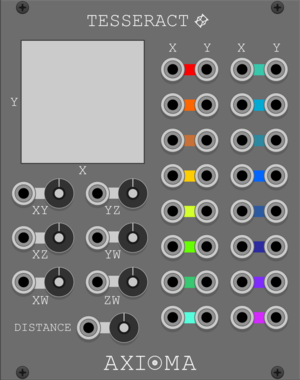 TESSERACT
X Y X Y
Y
X
XY YZ
XZ YW
XW ZW
DISTANCE
AXIOMA